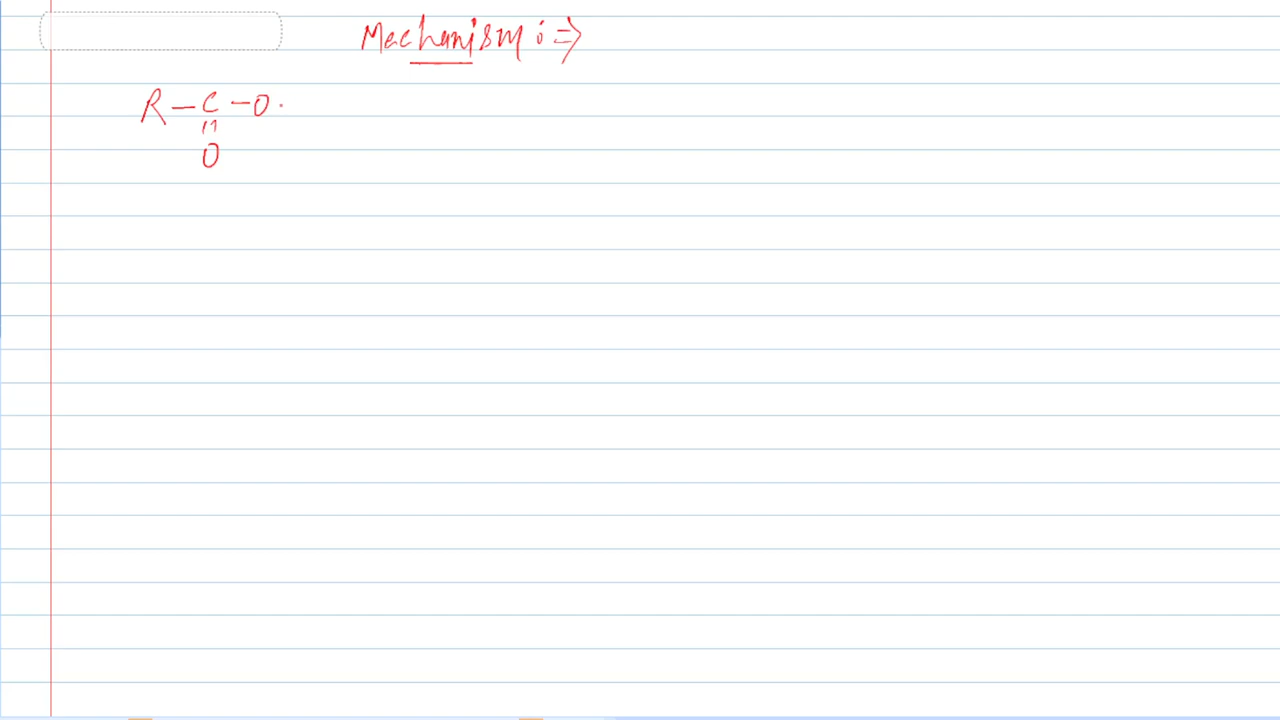 Mechanism : ⇒
R – C – O .
||
O